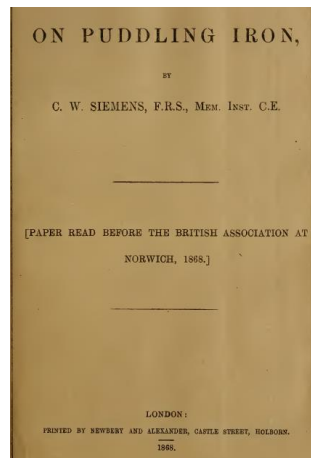 ON PUDDLING IRON,
BY
C. W. SIEMENS, F.R.S., MEM. INST. C.E.
[PAPER READ BEFORE THE BRITISH ASSOCIATION AT
NORWICH, 1868.]
LONDON:
PRINTED BY NEWBERY AND ALEXANDER, CASTLE STREET, HOLBORN.
1868.